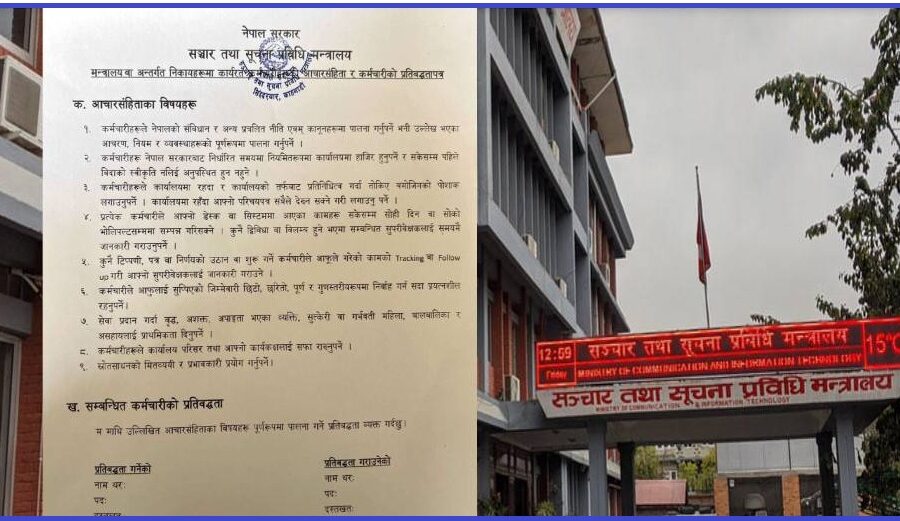 नेपाल सरकार
सञ्चार तथा सूचना प्रविधि मन्त्रालय
मन्त्रालय वा अन्तर्गत निकायहरूमा कार्यरत कर्मचारीहरूको आचारसंहिता र कर्मचारीको प्रतिबद्धतापत्र
सिंहदरबार, काठमाडौं
क. आचारसंहिताका विषयहरू
१. कर्मचारीहरूले नेपालको संविधान र अन्य प्रचलित नीति एवम् कानूनहरूमा पालना गर्नुपर्ने भनी उल्लेख भएका
आचरण, नियम र व्यवस्थाहरूको पूर्णरूपमा पालना गर्नुपर्ने ।
२. कर्मचारीहरू नेपाल सरकारबाट निर्धारित समयमा नियमितरूपमा कार्यालयमा हाजिर हुनुपर्ने र सकेसम्म पहिले
बिदाको स्वीकृति नलिई अनुपस्थित हुन नहुने ।
३. कर्मचारीहरूले कार्यालयमा रहदा र कार्यालयको तर्फबाट प्रतिनिधित्व गर्दा तोकिए बमोजिमको पोशाक
लगाउनुपर्ने । कार्यालयमा रहँदा आफ्नो परिचयपत्र सबैले देख्न सक्ने गरी लगाउनु पर्ने ।
४. प्रत्येक कर्मचारीले आफ्नो डेस्क वा सिस्टममा आएका कामहरू सकेसम्म सोही दिन वा सोको
भोलिपल्टसम्ममा सम्पन्न गरिसक्ने । कुनै द्विविधा वा विलम्ब हुने भएमा सम्बन्धित सुपरीवेक्षकलाई समयमै
जानकारी गराउनुपर्ने ।
५. कुनै टिप्पणी, पत्र वा निर्णयको उठान वा शुरू गर्ने कर्मचारीले आफूले गरेको कामको Tracking वा Follow
up गरी आफ्नो सुपरीवेक्षकलाई जानकारी गराउने ।
६. कर्मचारीले आफूलाई सुम्पिएको जिम्मेवारी छिटो, छरितो, पूर्ण र गुणस्तरीयरूपमा निर्वाह गर्न सदा प्रयत्नशील
रहनुपर्ने ।
७. सेवा प्रदान गर्दा वृद्ध, अशक्त, अपाङ्गता भएका व्यक्ति, सुत्केरी वा गर्भवती महिला, बालबालिका र
असहायलाई प्राथमिकता दिनुपर्ने ।
८. कर्मचारीहरूले कार्यालय परिसर तथा आफ्नो कार्यकक्षलाई सफा राख्नुपर्ने ।
९. स्रोतसाधनको मितव्ययी र प्रभावकारी प्रयोग गर्नुपर्ने ।
ख. सम्बन्धित कर्मचारीको प्रतिबद्धता
म माथि उल्लिखित आचारसंहिताका विषयहरू पूर्णरूपमा पालना गर्ने प्रतिबद्धता व्यक्त गर्दछु ।
प्रतिबद्धता गर्नेको
प्रतिबद्धता गराउनेको
नाम थर:
नाम थर:
पद:
पद:
दस्तखत:
दस्तखत:
12:59
Friday
सञ्चार तथा सूचना प्रविधि मन्त्रालय
MINISTRY OF COMMUNICATION AND INFORMATION TECHNOLOGY
15°C
सञ्चार तथा सूचना प्रविधि मन्त्रालय
MINISTRY OF COMMUNICATION & INFORMATION TECHNOLOGY